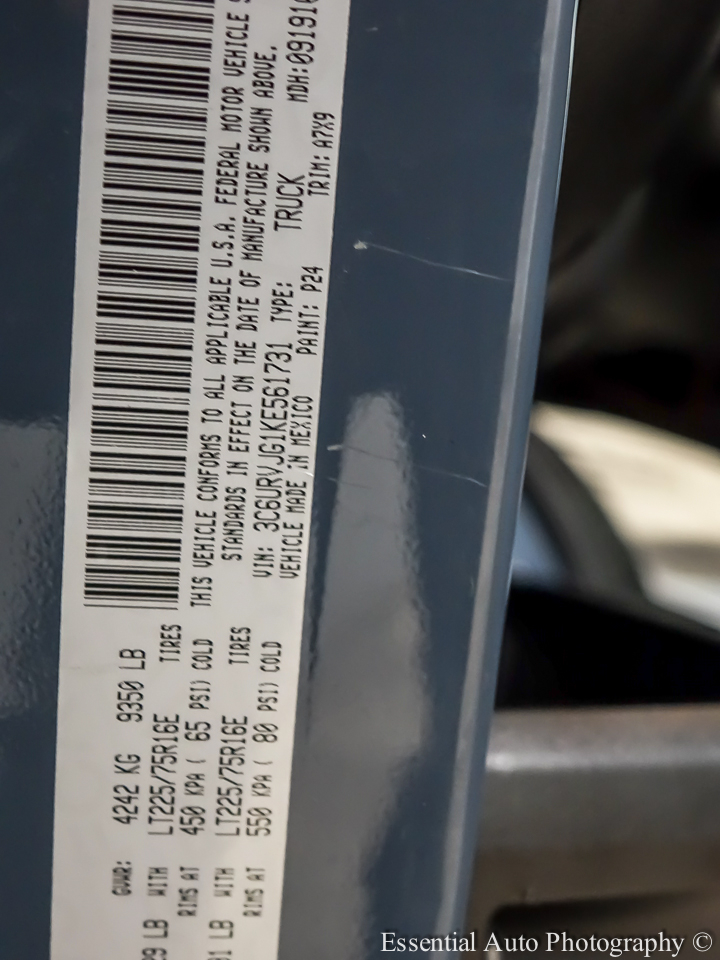 GVWR: 4242 KG 9350 LB
LB WITH LT225/75R16E TIRES
RIMS AT 450 KPA ( 65 PSI) COLD
LB WITH LT225/75R16E TIRES
RIMS AT 550 KPA ( 80 PSI) COLD
THIS VEHICLE CONFORMS TO ALL APPLICABLE U.S.A. FEDERAL MOTOR VEHICLE
STANDARDS IN EFFECT ON THE DATE OF MANUFACTURE SHOWN ABOVE.
VIN: 3C6URVJG1KE561731 TYPE: TRUCK MDH:091910
VEHICLE MADE IN MEXICO PAINT: P24 TRIM: A7X9
Essential Auto Photography ©